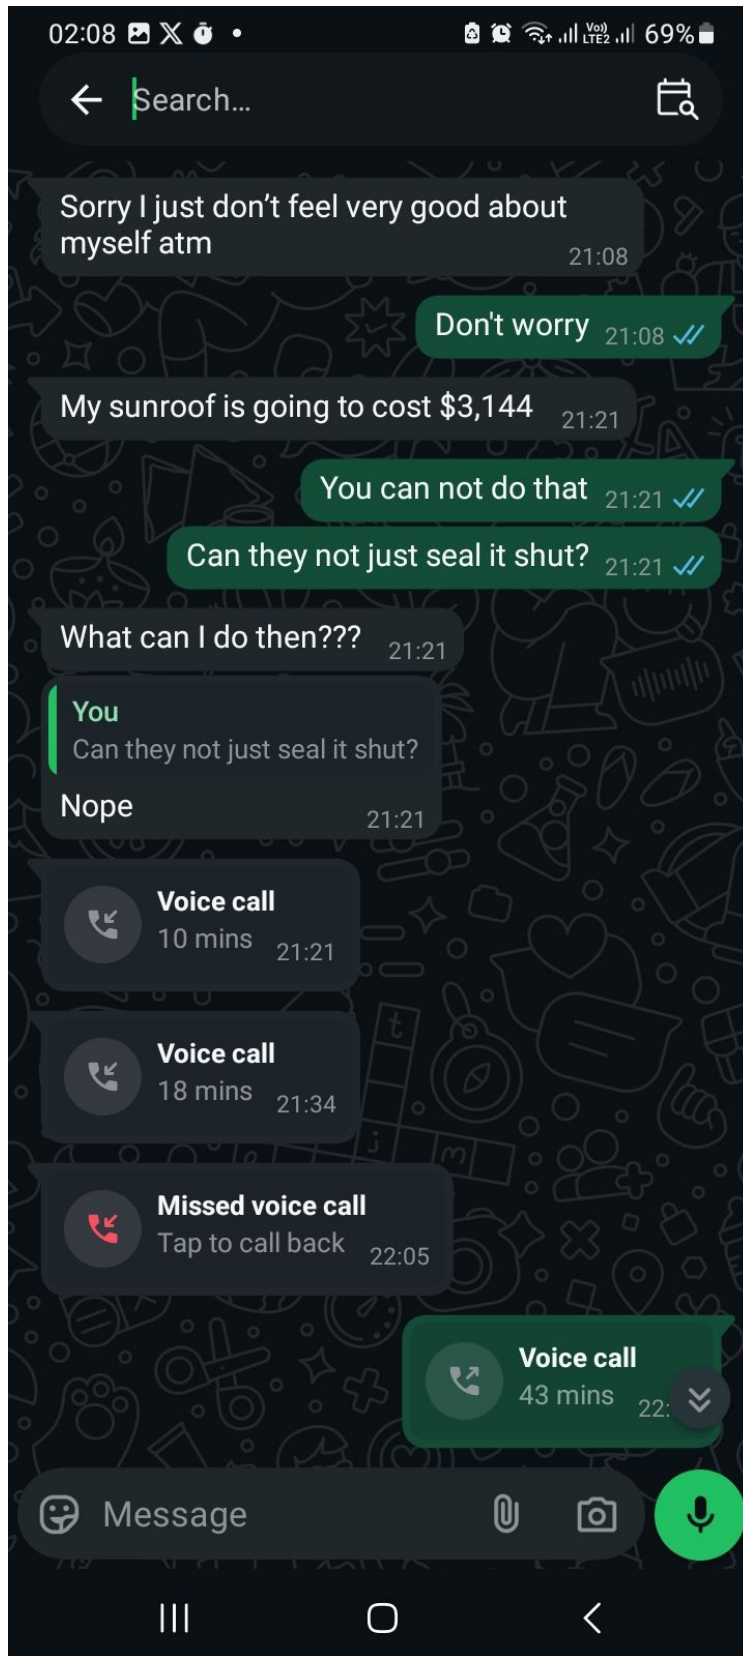 02:08 69%
Vo))
LTE2
Search...
Sorry I just don't feel very good about
myself atm
21:08
Don't worry 21:08
My sunroof is going to cost $3,144 21:21
You can not do that 21:21
Can they not just seal it shut? 21:21
What can I do then??? 21:21
You
Can they not just seal it shut?
Nope 21:21
Voice call
10 mins 21:21
Voice call
18 mins 21:34
Missed voice call
Tap to call back 22:05
Voice call
43 mins 22:
Message